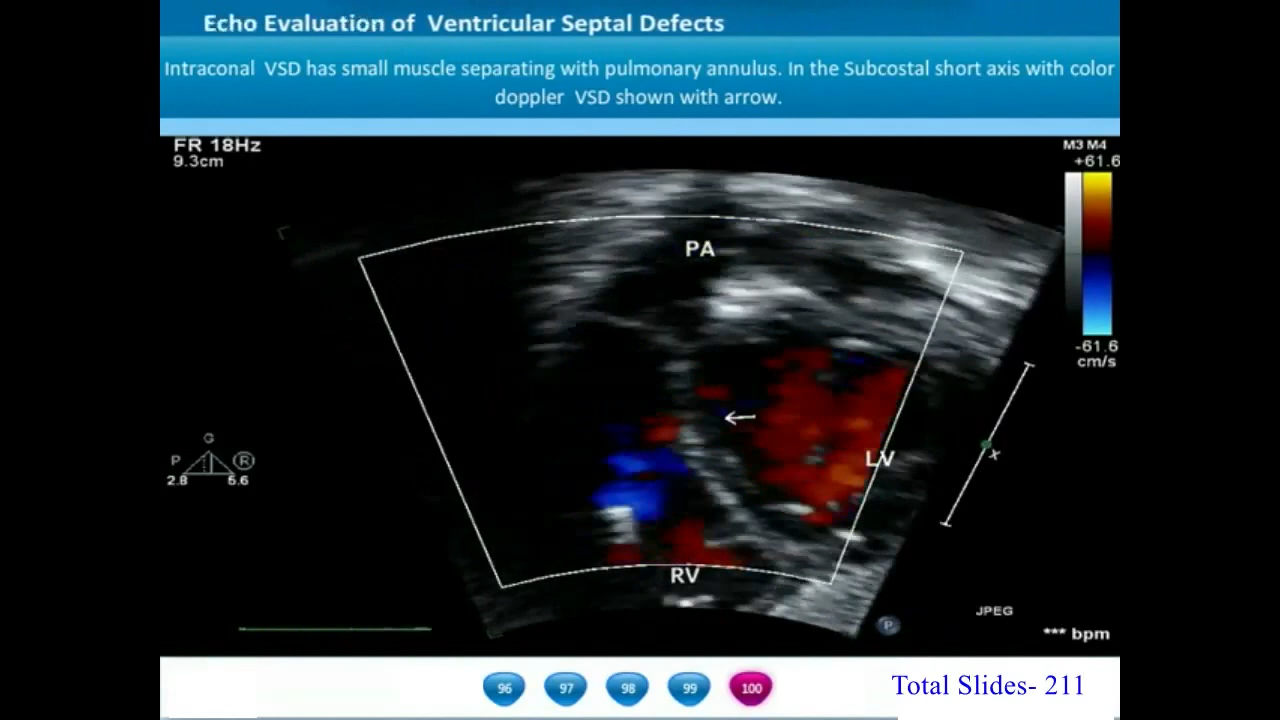 Echo Evaluation of Ventricular Septal Defects
Intraconal VSD has small muscle separating with pulmonary annulus. In the Subcostal short axis with color
doppler VSD shown with arrow.
FR 18Hz
9.3cm
M3 M4
+61.6
-61.6
cm/s
PA
LV
RV
G
P R
2.8 5.6
x
P
JPEG
*** bpm
96 97 98 99 100
Total Slides- 211